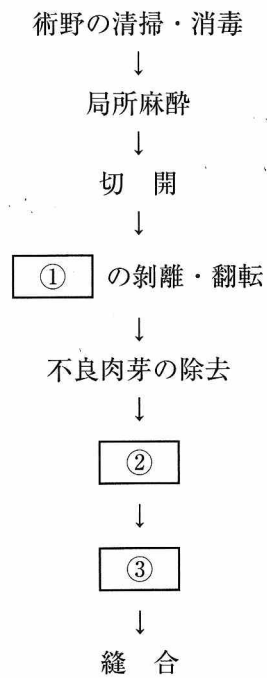 術野の清掃・消毒
↓
局所麻酔
↓
切 開
↓
① の剝離・翻転
↓
不良肉芽の除去
↓
②
↓
③
↓
縫 合